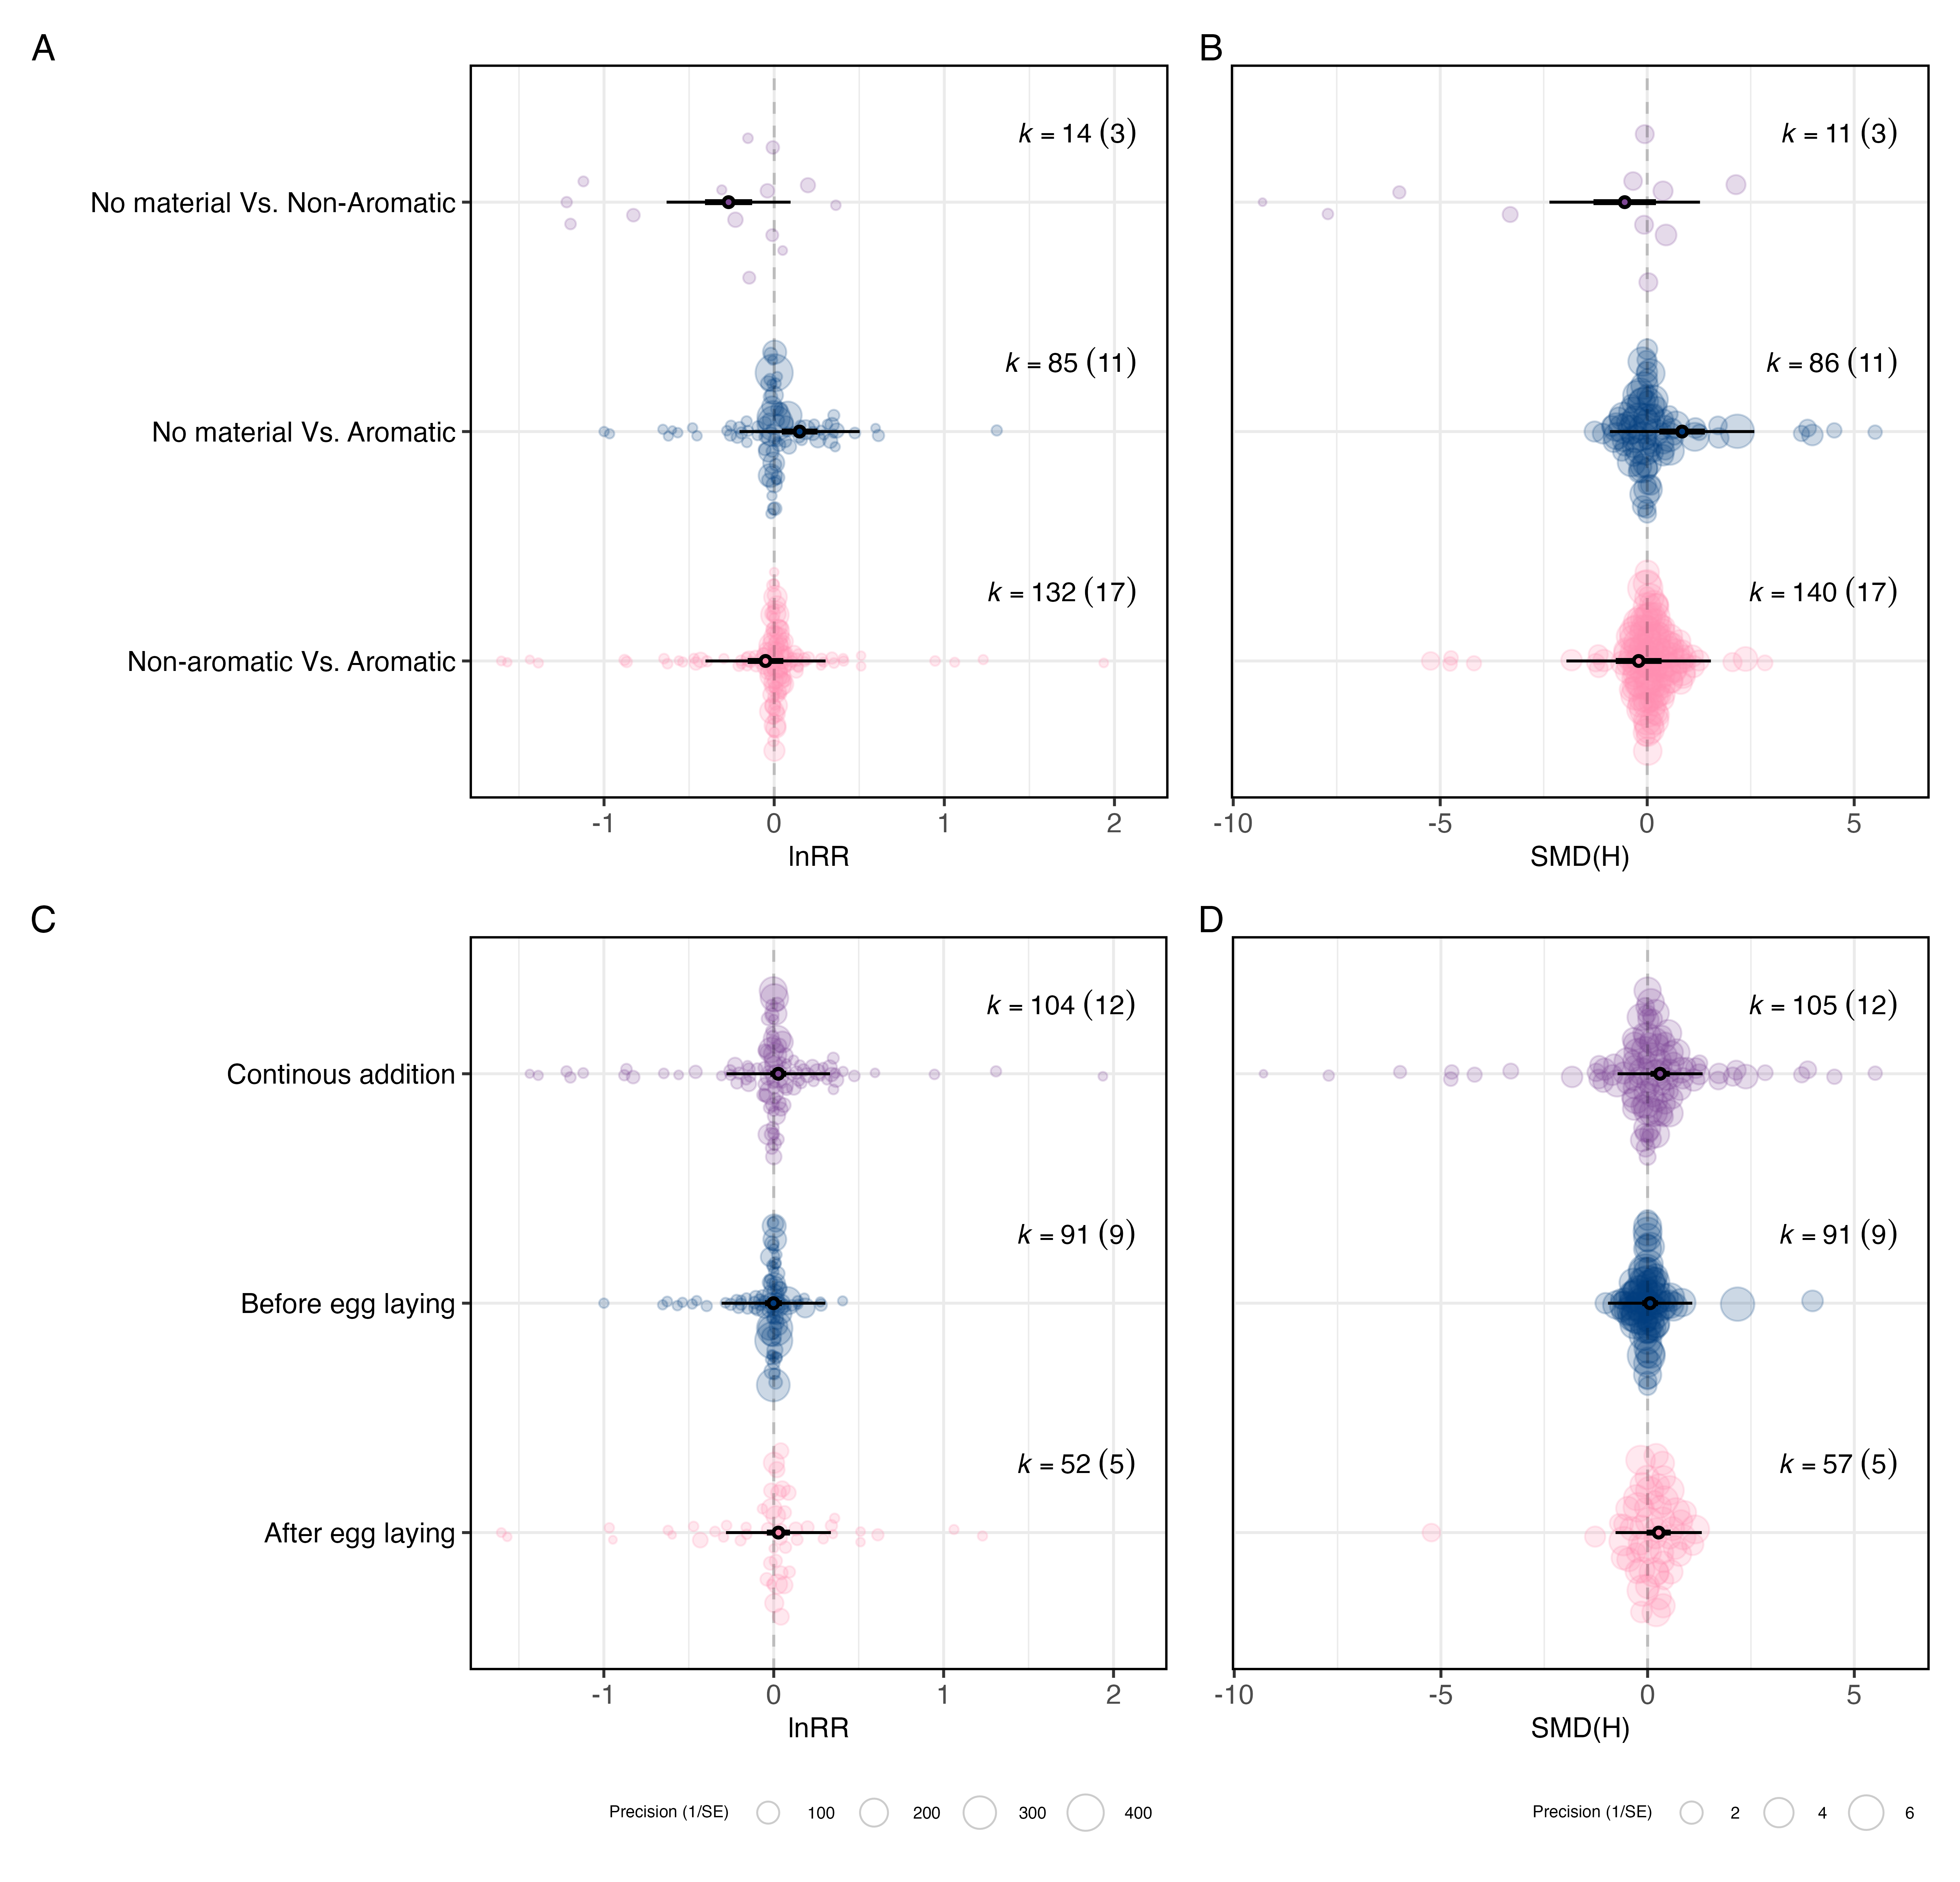 A
B
k = 14 (3)
k = 11 (3)
No material Vs. Non-Aromatic
k = 85 (11)
k = 86 (11)
No material Vs. Aromatic
k = 132 (17)
k = 140 (17)
Non-aromatic Vs. Aromatic
-1 0 1 2
-10 -5 0 5
lnRR
SMD(H)
C
D
k = 104 (12)
k = 105 (12)
Continous addition
k = 91 (9)
k = 91 (9)
Before egg laying
k = 52 (5)
k = 57 (5)
After egg laying
-1 0 1 2
-10 -5 0 5
lnRR
SMD(H)
Precision (1/SE) 100 200 300 400
Precision (1/SE) 2 4 6